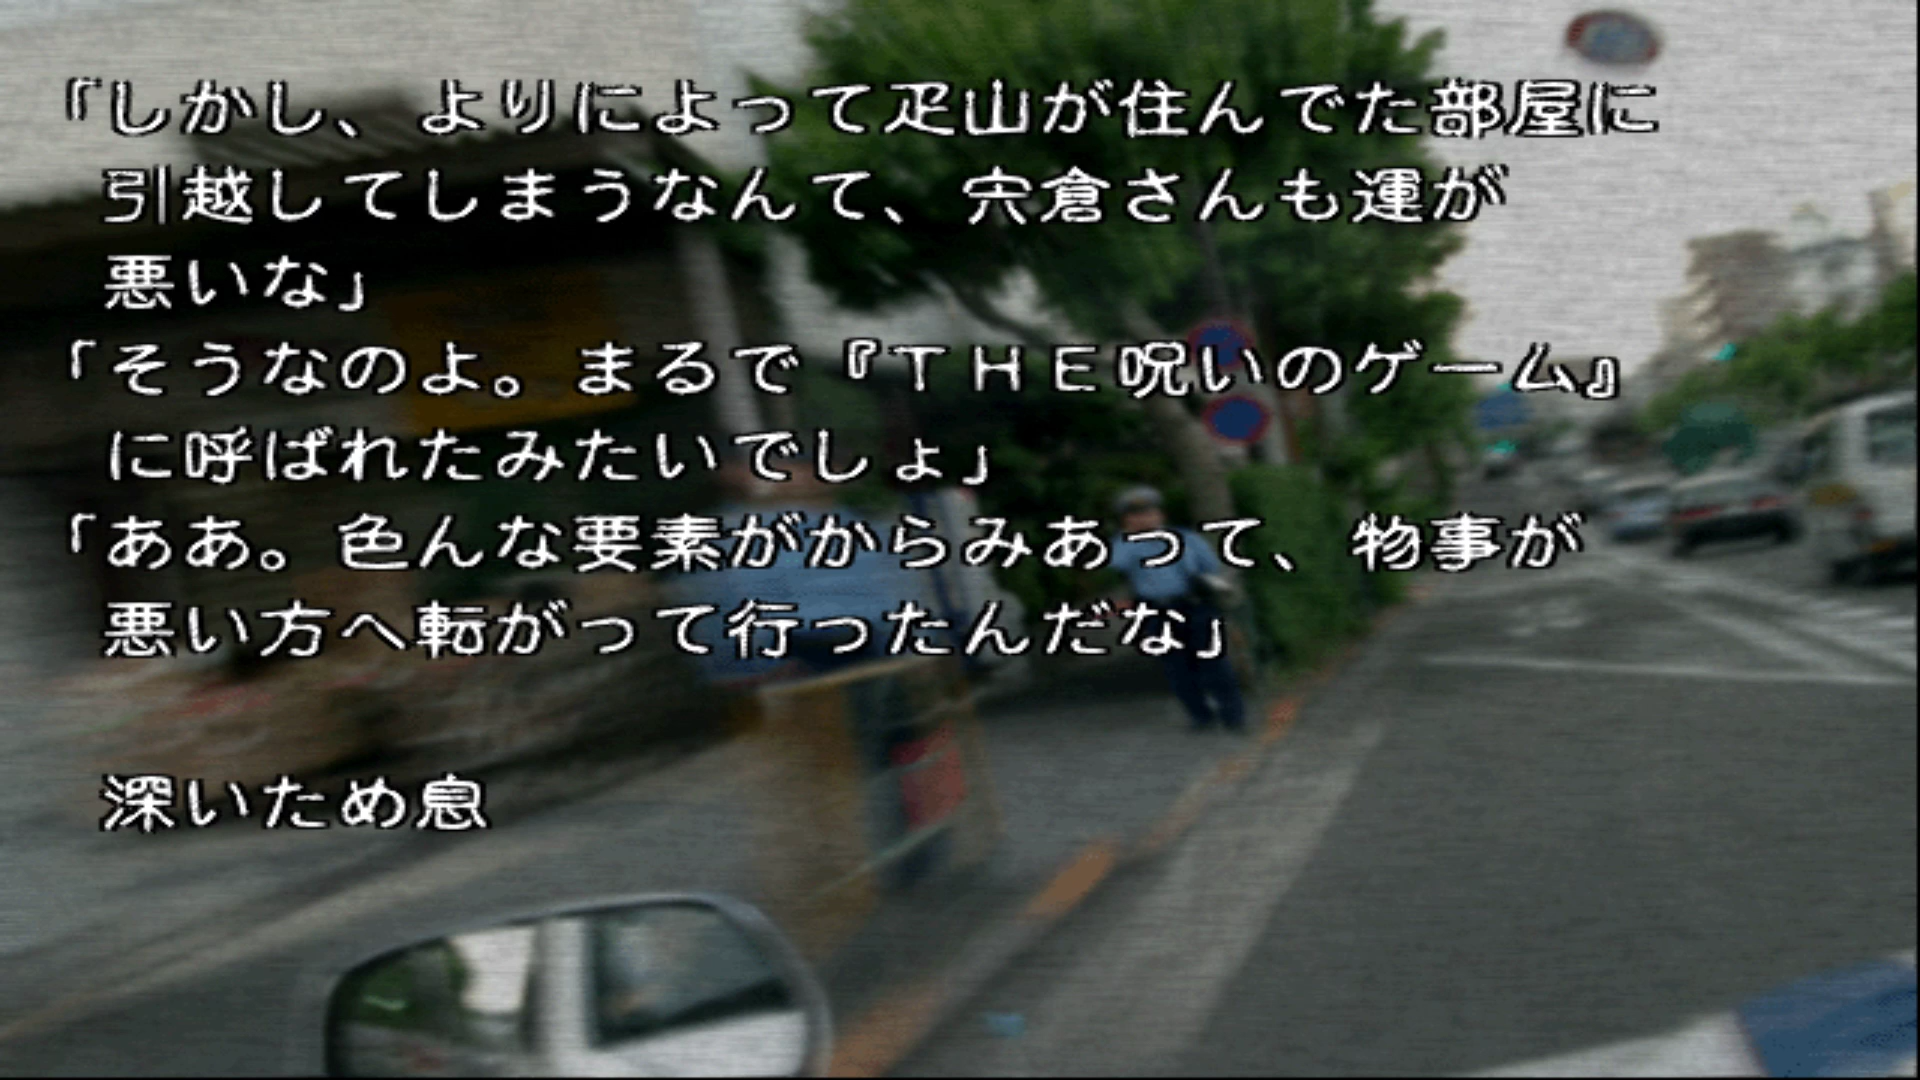 「しかし、よりによって疋山が住んでた部屋に
引越してしまうなんて、宍倉さんも運が
悪いな」
「そうなのよ。まるで『ＴＨＥ呪いのゲーム』
に呼ばれたみたいでしょ」
「ああ。色んな要素がからみあって、物事が
悪い方へ転がって行ったんだな」
深いため息